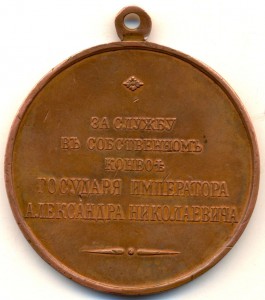 ЗА СЛУЖБУ
ВЪ СОБСТВЕННОМЪ
КОНВОѢ
ГОСУДАРЯ ИМПЕРАТОРА
АЛЕКСАНДРА НИКОЛАЕВИЧА